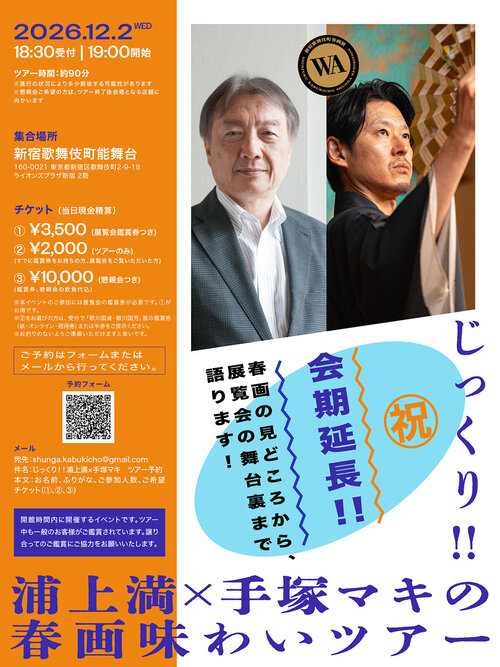 2026.12.2 WED
18:30受付 | 19:00開始
ツアー時間:約90分
※進行の状況により多少前後する可能性があります
※懇親会ご希望の方は、ツアー終了後会場となる店舗に
向かいます
集合場所
新宿歌舞伎町能舞台
160-0021 東京都新宿区歌舞伎町2-9-18
ライオンズプラザ新宿 2階
チケット (当日現金精算)
① ¥3,500 (展覧会鑑賞券つき)
② ¥2,000 (ツアーのみ)
(すでに鑑賞券をお持ちの方、展覧会をご覧いただいた方)
③ ¥10,000 (懇親会つき)
(鑑賞券、懇親会の飲食代込)
※本イベントのご参加には展覧会の鑑賞券が必要です。①が
お得です。
※②をお選びの方は、受付で「歌川国貞・歌川国芳」展の鑑賞券
(紙・オンライン・招待券)または半券をご提示ください。
※お釣りのないようご準備いただけますと幸いです。
ご予約はフォームまたは
メールから行ってください。
予約フォーム
メール
宛先:shunga.kabukicho@gmail.com
件名:じっくり!!浦上満×手塚マキ ツアー予約
本文:お名前、ふりがな、ご参加人数、ご希望
チケット(①、②、③)
開館時間内に開催するイベントです。ツアー
中も一般のお客様がご鑑賞されています。譲り
合ってのご鑑賞にご協力をお願いいたします。
WA
新宿歌舞伎町春画展
㊗会期延長!!
春画の見どころから、
展覧会の舞台裏まで
語ります!
じっくり!!
浦上満×手塚マキの
春画味わいツアー